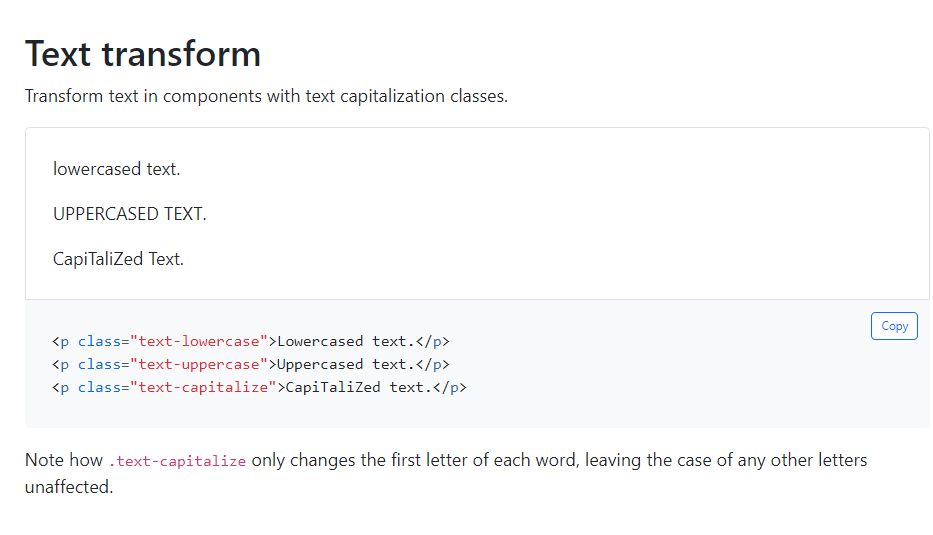 Text transform
Transform text in components with text capitalization classes.
lowercased text.
UPPERCASED TEXT.
CapiTaliZed Text.
Copy
<p class="text-lowercase">Lowercased text.</p>
<p class="text-uppercase">Uppercased text.</p>
<p class="text-capitalize">CapiTaliZed text.</p>
Note how .text-capitalize only changes the first letter of each word, leaving the case of any other letters
unaffected.